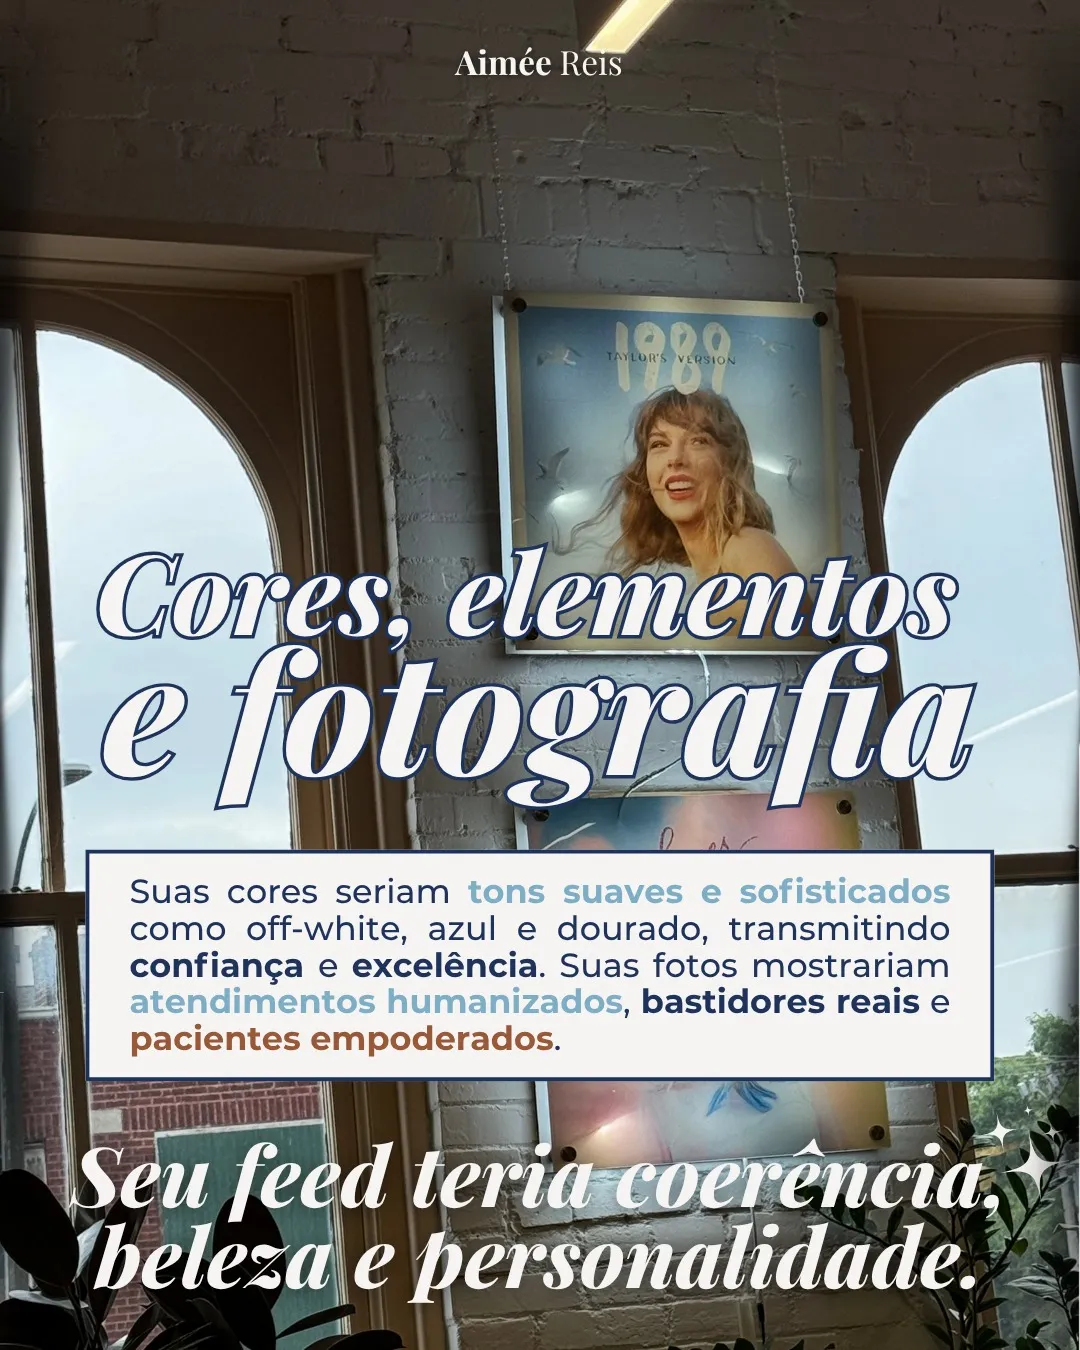 Aimée Reis
1989
TAYLOR'S VERSION
Cores, elementos
e fotografia
Suas cores seriam tons suaves e sofisticados
como off-white, azul e dourado, transmitindo
confiança e excelência. Suas fotos mostrariam
atendimentos humanizados, bastidores reais e
pacientes empoderados.
Seu feed teria coerência,
beleza e personalidade.